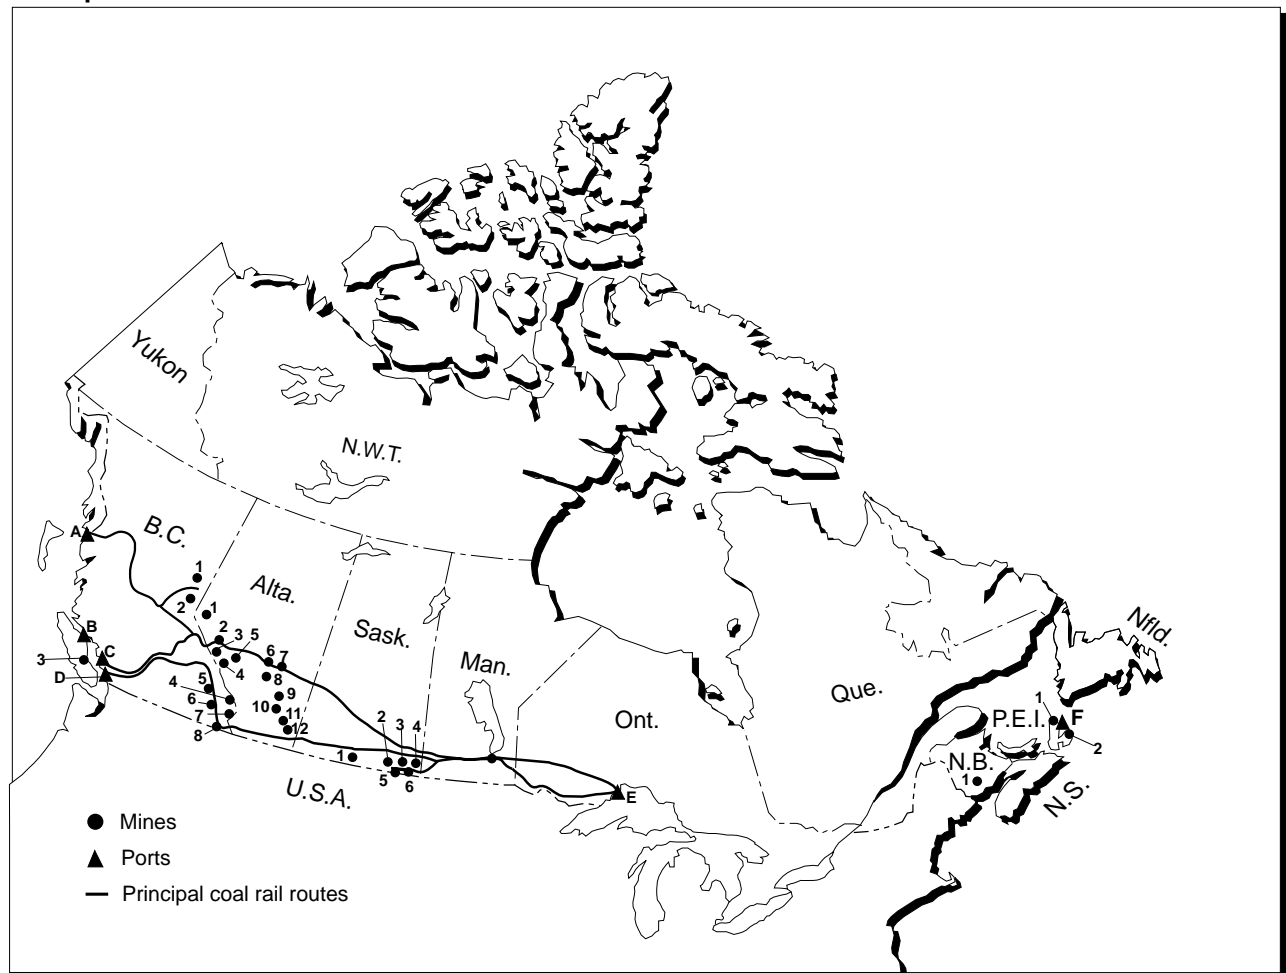 Yukon
N.W.T.
B.C.
A
Alta.
Sask.
Man.
Ont.
Que.
Nfld.
P.E.I.
N.B.
N.S.
U.S.A.
1
2
1
2
3
5
4
6
7
8
9
10
11
12
B
C
3
D
4
5
6
7
8
1
2
3
4
5
6
E
1
F
2
1
Mines
Ports
Principal coal rail routes